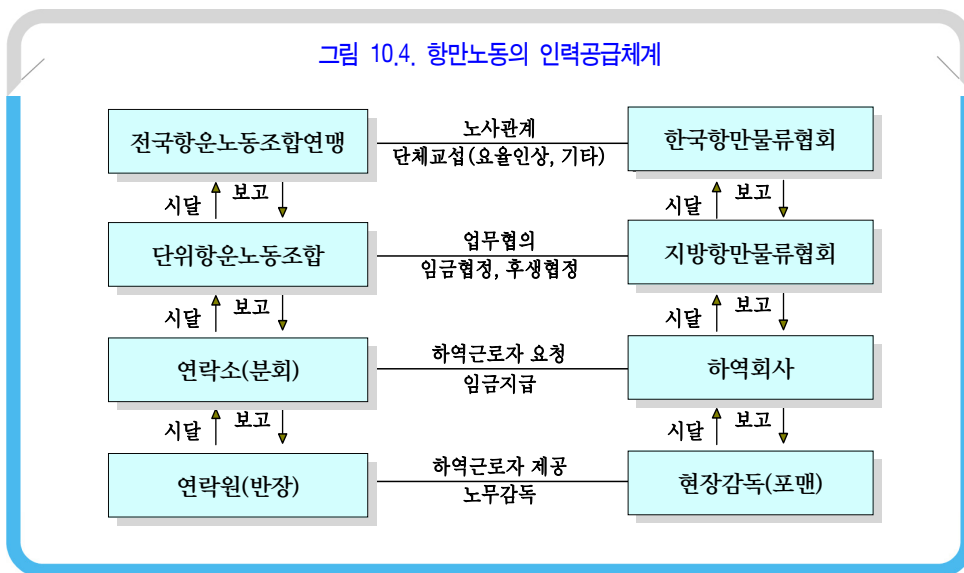 그림 10.4. 항만노동의 인력공급체계
전국항운노동조합연맹
노사관계
단체교섭(요율인상, 기타)
한국항만물류협회
시달 보고
시달 보고
단위항운노동조합
업무협의
임금협정, 후생협정
지방항만물류협회
시달 보고
시달 보고
연락소(분회)
하역근로자 요청
임금지급
하역회사
시달 보고
시달 보고
연락원(반장)
하역근로자 제공
노무감독
현장감독(포맨)